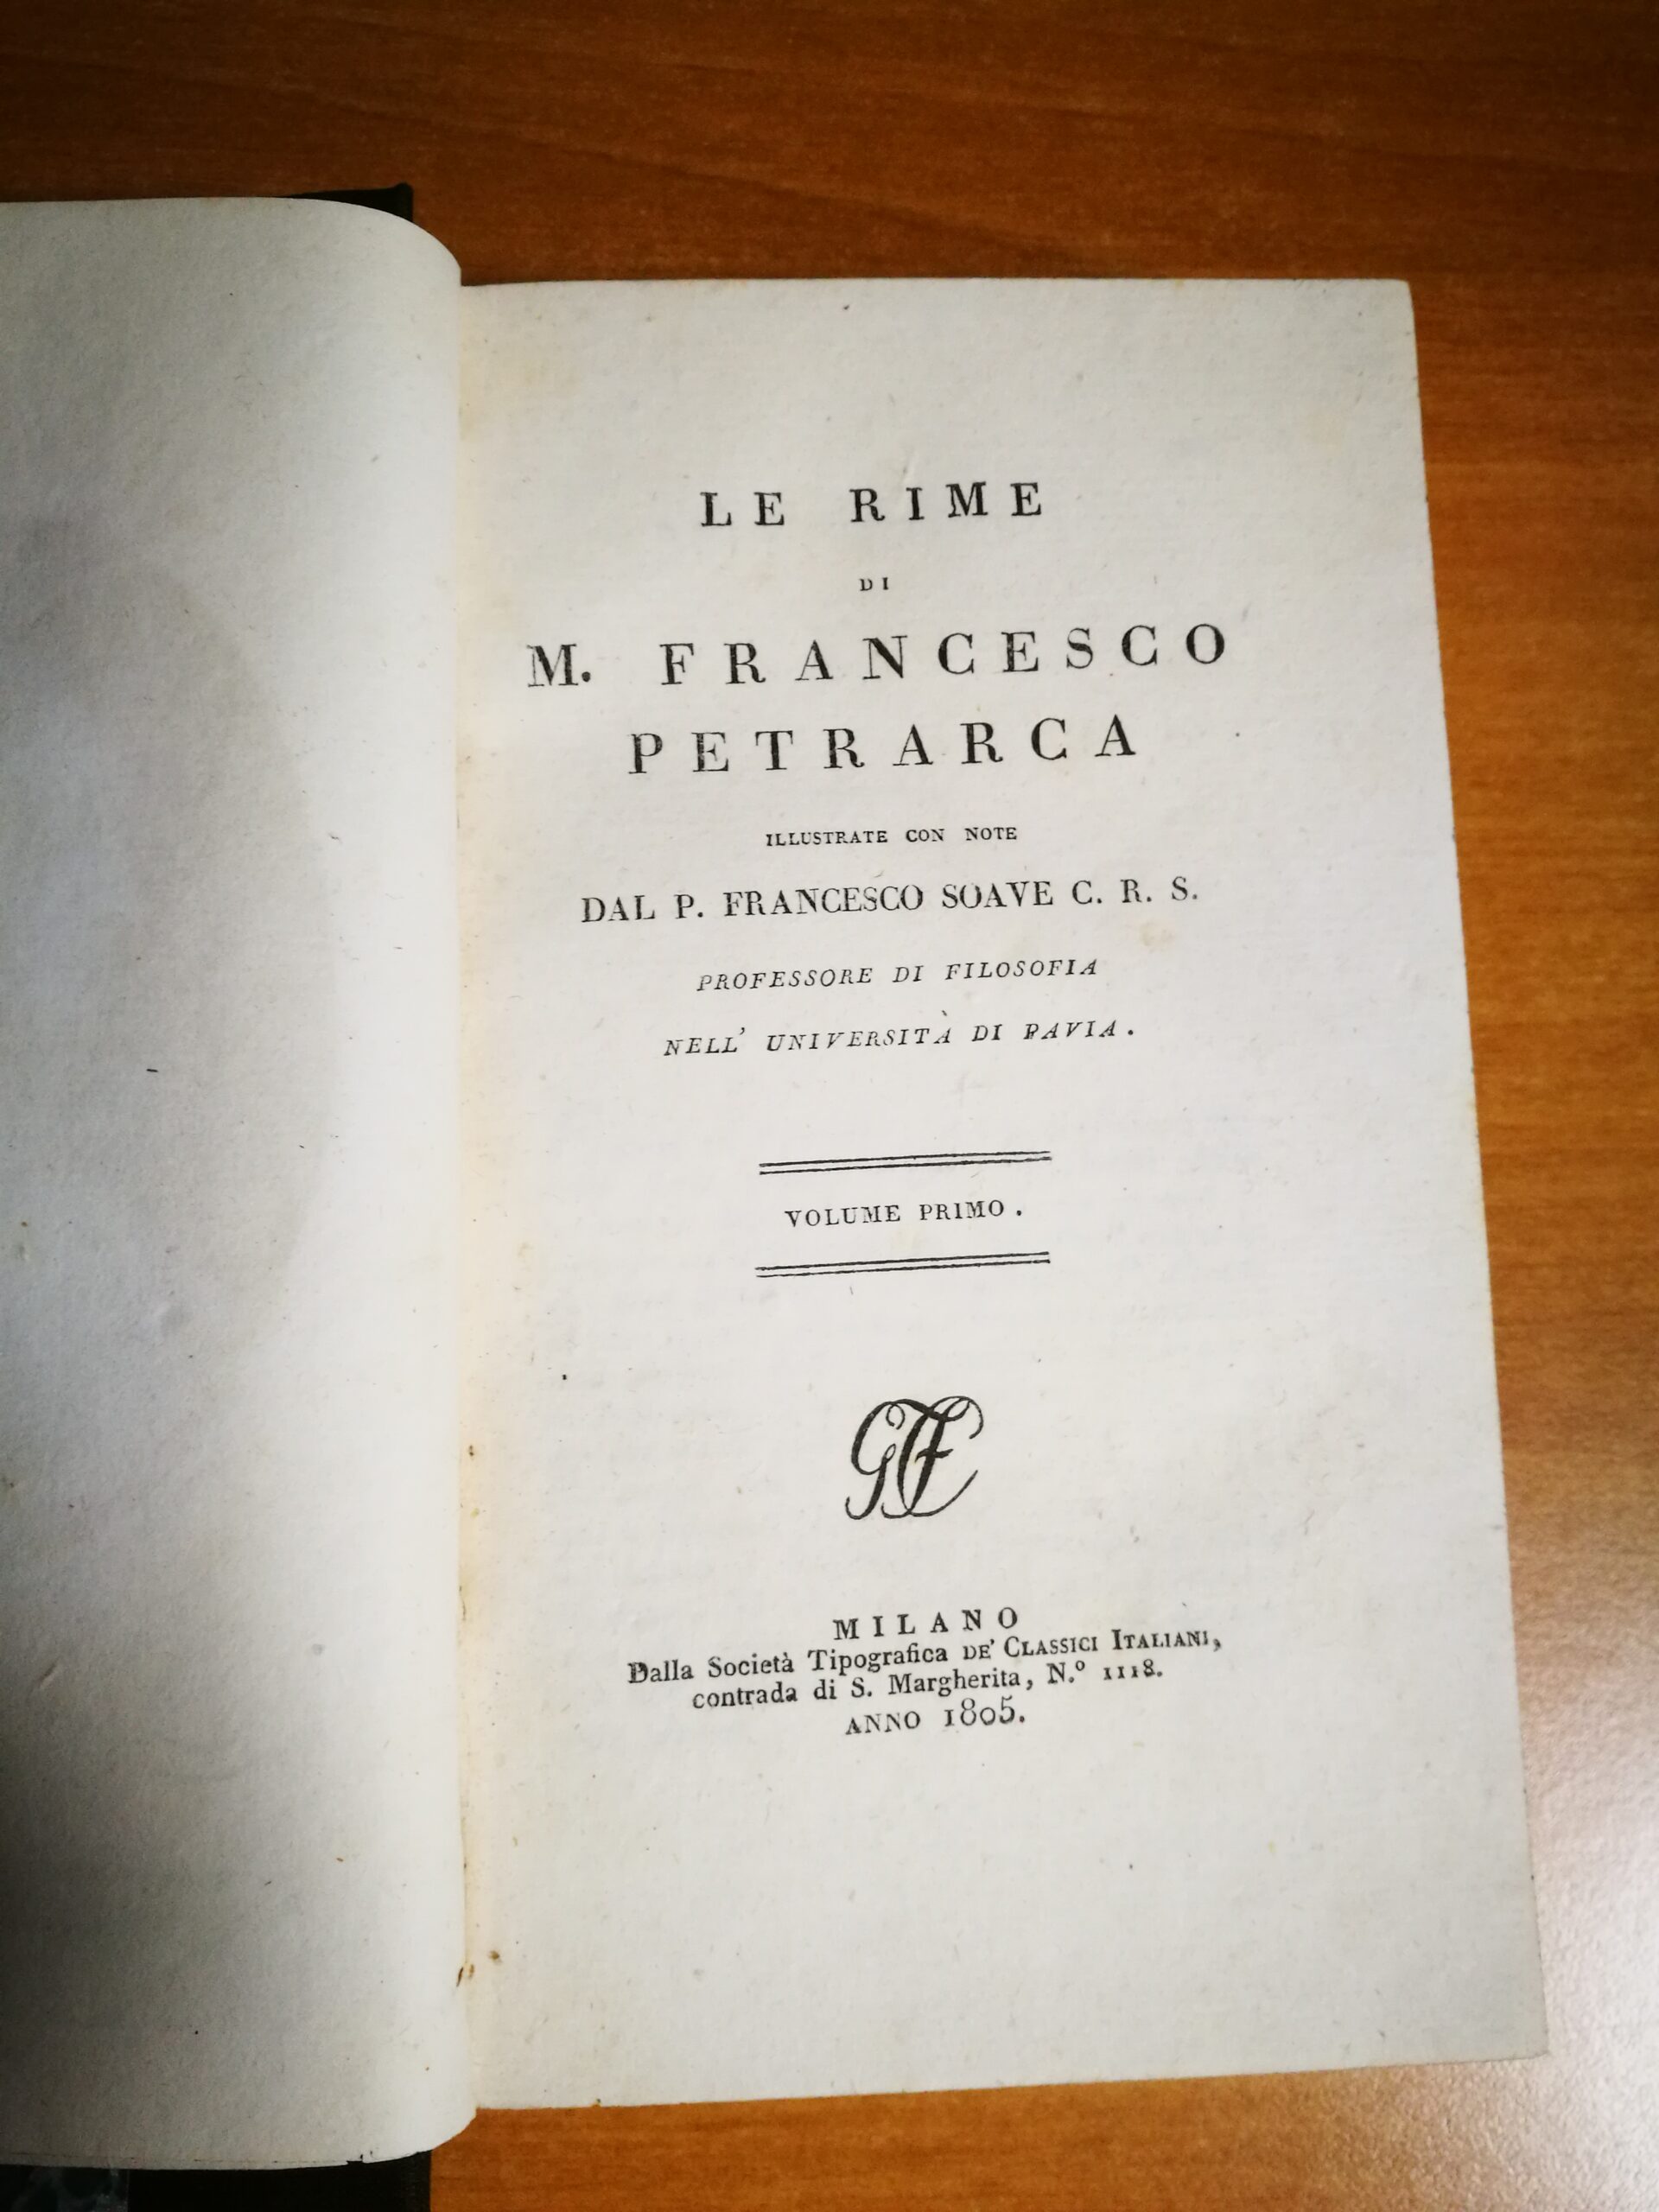 LE RIME
DI
M. FRANCESCO
PETRARCA
ILLUSTRATE CON NOTE
DAL P. FRANCESCO SOAVE C. R. S.
PROFESSORE DI FILOSOFIA
NELL' UNIVERSITÀ DI PAVIA.
VOLUME PRIMO.
MILANO
Dalla Società Tipografica DE' CLASSICI ITALIANI,
contrada di S. Margherita, N.º 1118.
ANNO 1805.